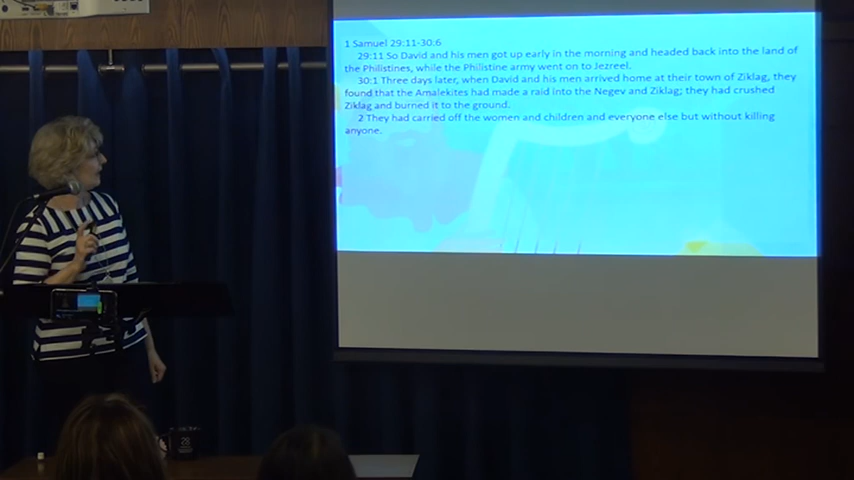 1 Samuel 29:11-30:6
29:11 So David and his men got up early in the morning and headed back into the land of
the Philistines, while the Philistine army went on to Jezreel.
30:1 Three days later, when David and his men arrived home at their town of Ziklag, they
found that the Amalekites had made a raid into the Negev and Ziklag; they had crushed
Ziklag and burned it to the ground.
2 They had carried off the women and children and everyone else but without killing
anyone.